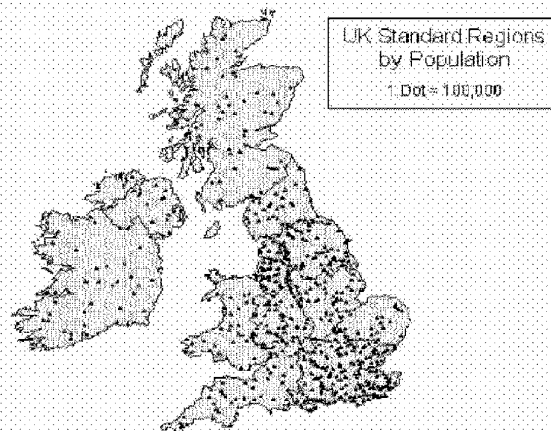 UK Standard Regions
by Population
1 Dot = 100,000